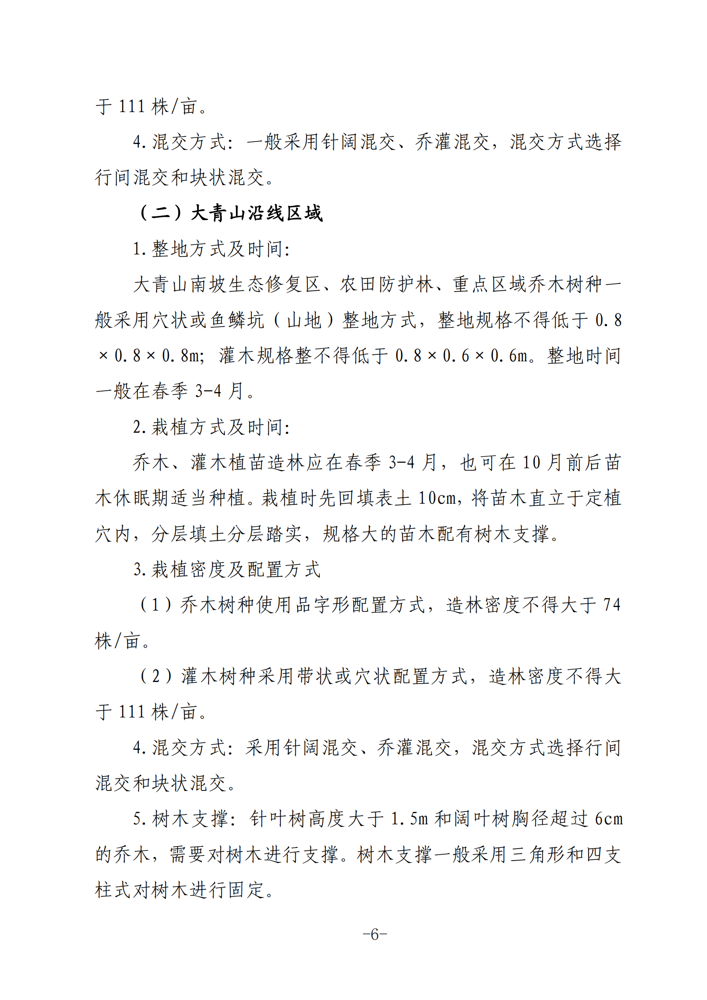 于 111 株/亩。
4.混交方式：一般采用针阔混交、乔灌混交，混交方式选择
行间混交和块状混交。
（二）大青山沿线区域
1.整地方式及时间：
大青山南坡生态修复区、农田防护林、重点区域乔木树种一
般采用穴状或鱼鳞坑（山地）整地方式，整地规格不得低于 0.8
×0.8×0.8m；灌木规格整不得低于 0.8×0.6×0.6m。整地时间
一般在春季 3-4 月。
2.栽植方式及时间：
乔木、灌木植苗造林应在春季 3-4 月，也可在 10 月前后苗
木休眠期适当种植。栽植时先回填表土 10cm，将苗木直立于定植
穴内，分层填土分层踏实，规格大的苗木配有树木支撑。
3.栽植密度及配置方式
（1）乔木树种使用品字形配置方式，造林密度不得大于 74
株/亩。
（2）灌木树种采用带状或穴状配置方式，造林密度不得大
于 111 株/亩。
4.混交方式：采用针阔混交、乔灌混交，混交方式选择行间
混交和块状混交。
5.树木支撑：针叶树高度大于 1.5m 和阔叶树胸径超过 6cm
的乔木，需要对树木进行支撑。树木支撑一般采用三角形和四支
柱式对树木进行固定。
-6-